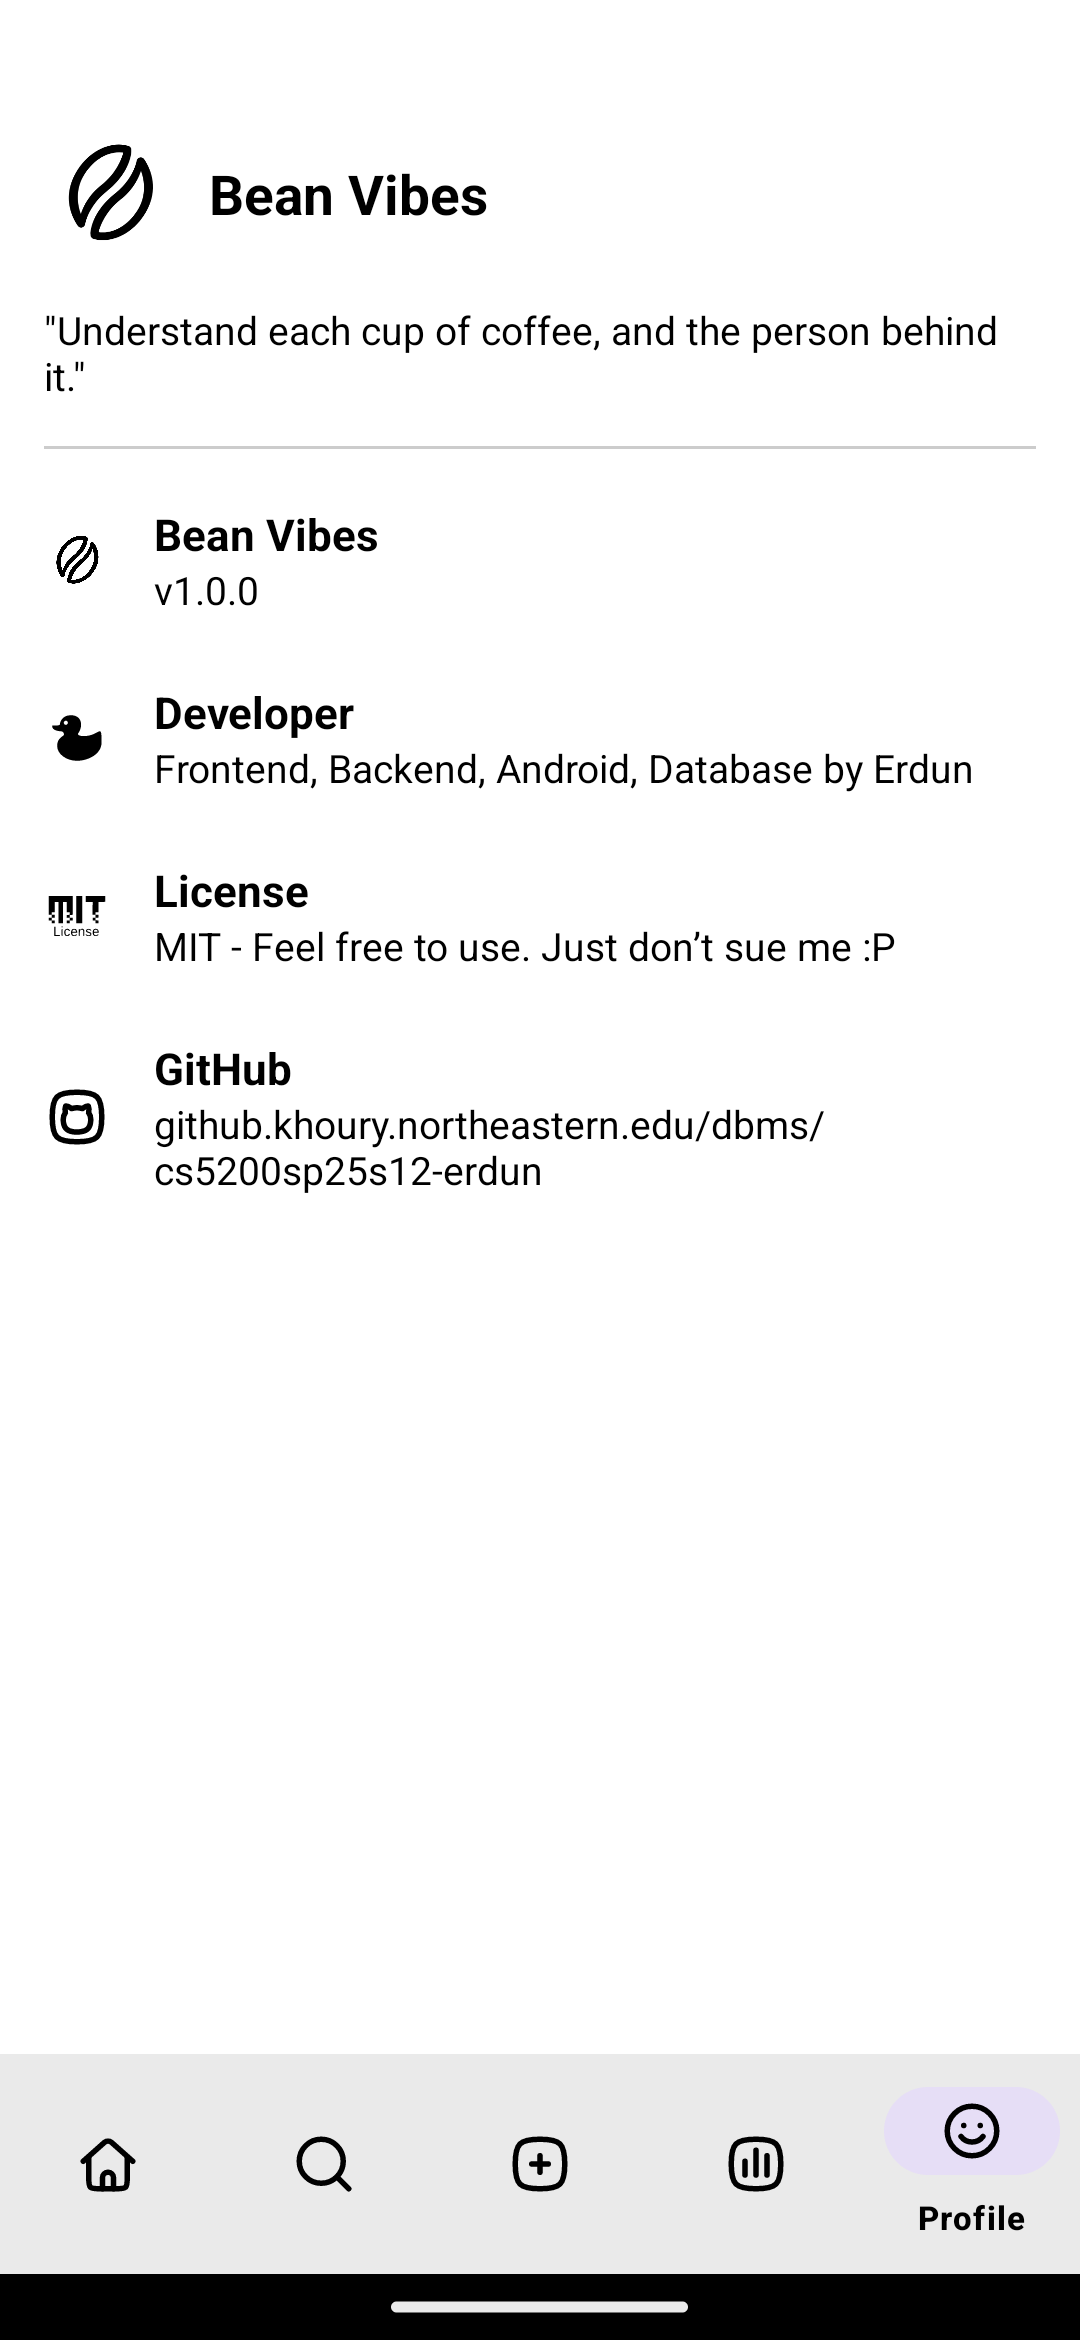 Bean Vibes
"Understand each cup of coffee, and the person behind
it."
Bean Vibes
v1.0.0
Developer
Frontend, Backend, Android, Database by Erdun
MIT
License
License
MIT - Feel free to use. Just don’t sue me :P
GitHub
github.khoury.northeastern.edu/dbms/
cs5200sp25s12-erdun
Profile